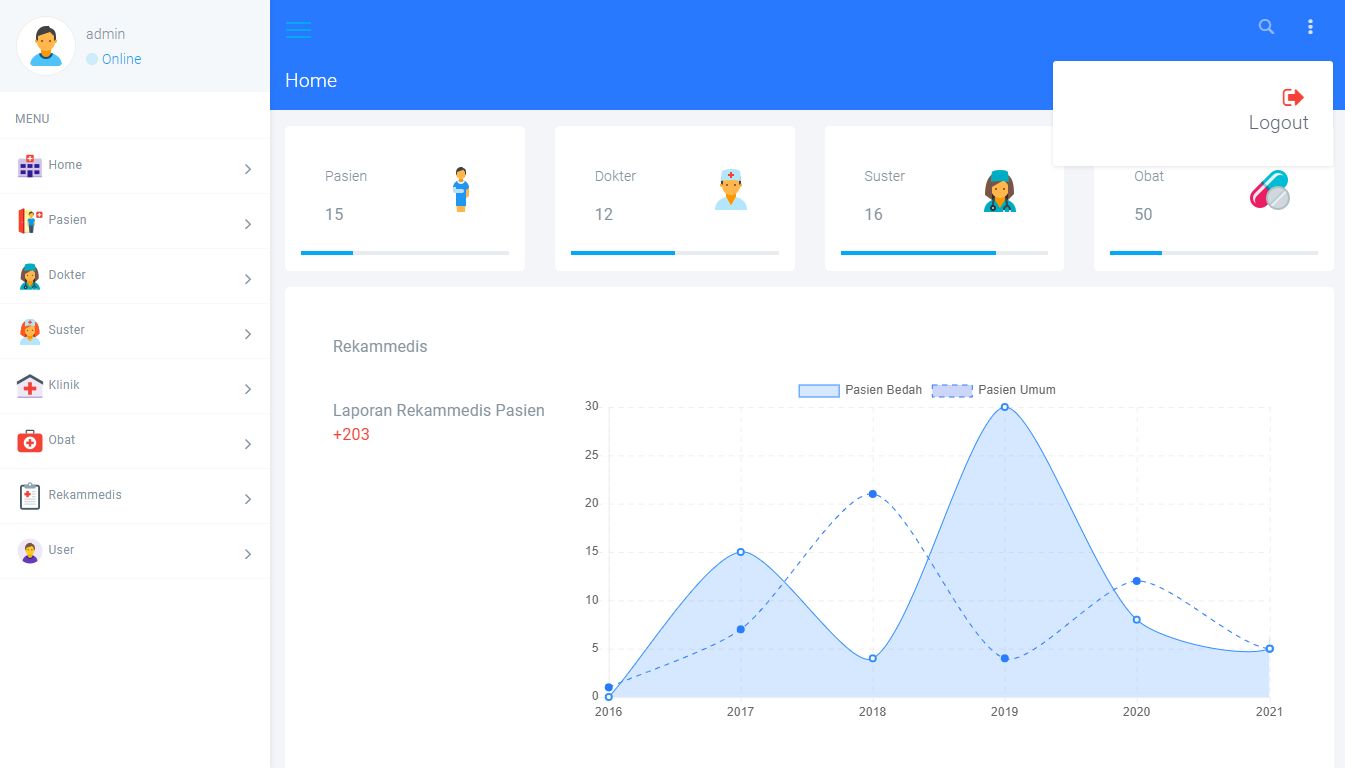 admin
Online
MENU
Home
Pasien
Dokter
Suster
Klinik
Obat
Rekammedis
User
Home
Logout
Pasien
15
Dokter
12
Suster
16
Obat
50
Rekammedis
Laporan Rekammedis Pasien
+203
Pasien Bedah
Pasien Umum
30
25
20
15
10
5
0
2016
2017
2018
2019
2020
2021